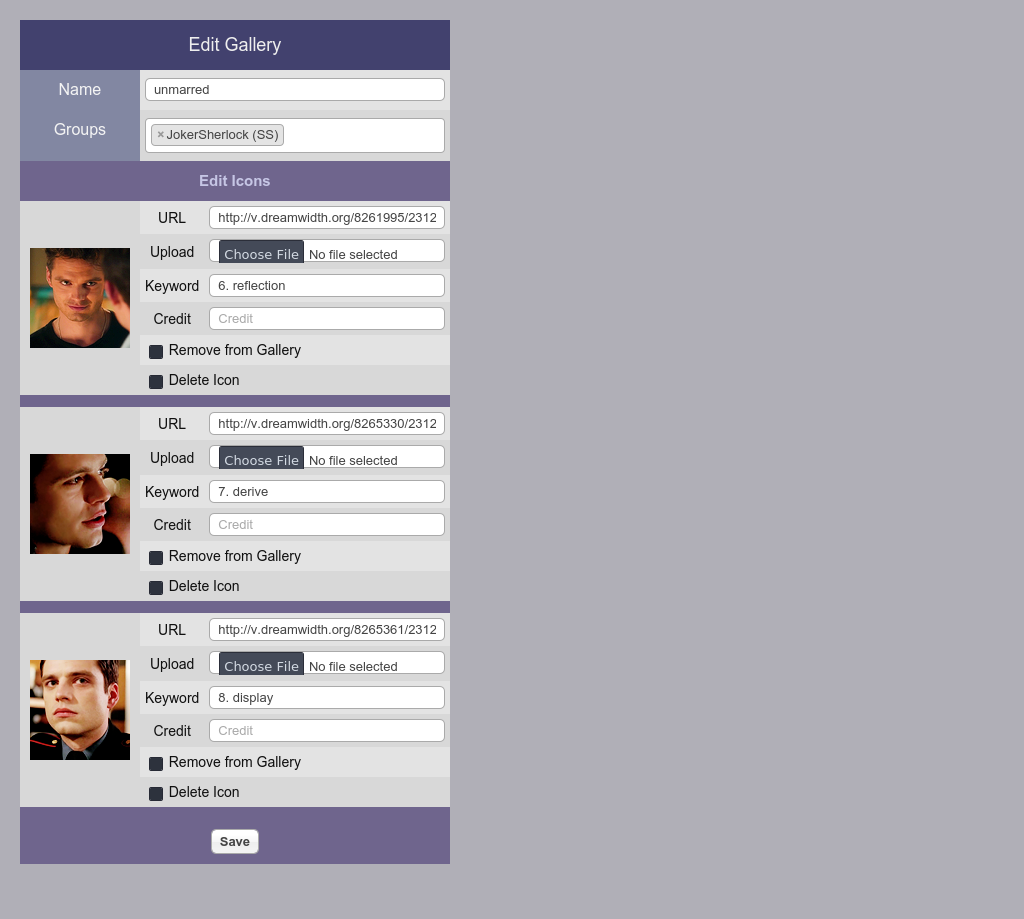 Edit Gallery
Name
unmarred
Groups
×JokerSherlock (SS)
Edit Icons
URL
http://v.dreamwidth.org/8261995/2312
Upload
Choose File No file selected
Keyword
6. reflection
Credit
Credit
Remove from Gallery
Delete Icon
URL
http://v.dreamwidth.org/8265330/2312
Upload
Choose File No file selected
Keyword
7. derive
Credit
Credit
Remove from Gallery
Delete Icon
URL
http://v.dreamwidth.org/8265361/2312
Upload
Choose File No file selected
Keyword
8. display
Credit
Credit
Remove from Gallery
Delete Icon
Save